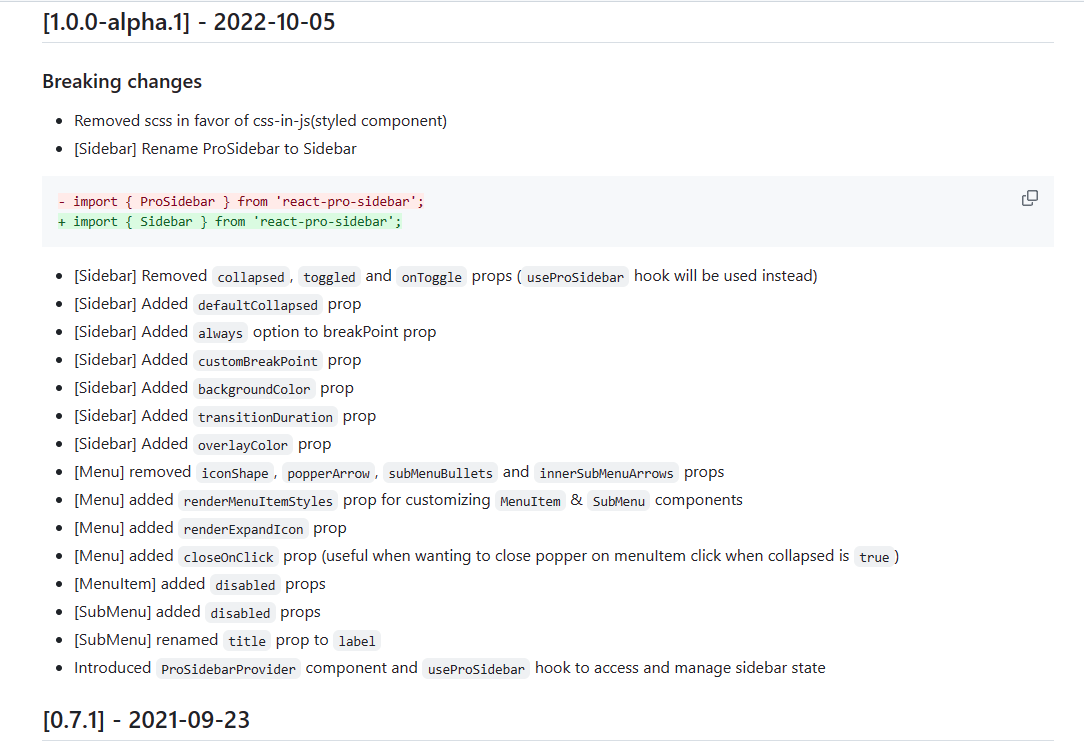 [1.0.0-alpha.1] - 2022-10-05
Breaking changes
• Removed scss in favor of css-in-js(styled component)
• [Sidebar] Rename ProSidebar to Sidebar
- import { ProSidebar } from 'react-pro-sidebar';
+ import { Sidebar } from 'react-pro-sidebar';
• [Sidebar] Removed collapsed, toggled and onToggle props ( useProSidebar hook will be used instead)
• [Sidebar] Added defaultCollapsed prop
• [Sidebar] Added always option to breakPoint prop
• [Sidebar] Added customBreakPoint prop
• [Sidebar] Added backgroundColor prop
• [Sidebar] Added transitionDuration prop
• [Sidebar] Added overlayColor prop
• [Menu] removed iconShape, popperArrow, subMenuBullets and innerSubMenuArrows props
• [Menu] added renderMenuItemStyles prop for customizing MenuItem & SubMenu components
• [Menu] added renderExpandIcon prop
• [Menu] added closeOnClick prop (useful when wanting to close popper on menuItem click when collapsed is true)
• [MenuItem] added disabled props
• [SubMenu] added disabled props
• [SubMenu] renamed title prop to label
• Introduced ProSidebarProvider component and useProSidebar hook to access and manage sidebar state
[0.7.1] - 2021-09-23